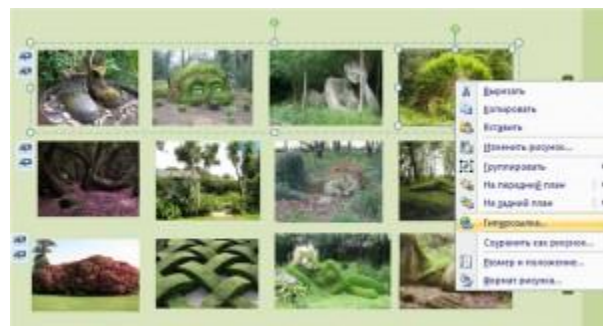 Вырезать
Копировать
Вставить
Изменить рисунок...
Группировать
На передний план
На задний план
Гиперссылка...
Сохранить как рисунок...
Размер и положение...
Формат рисунка...